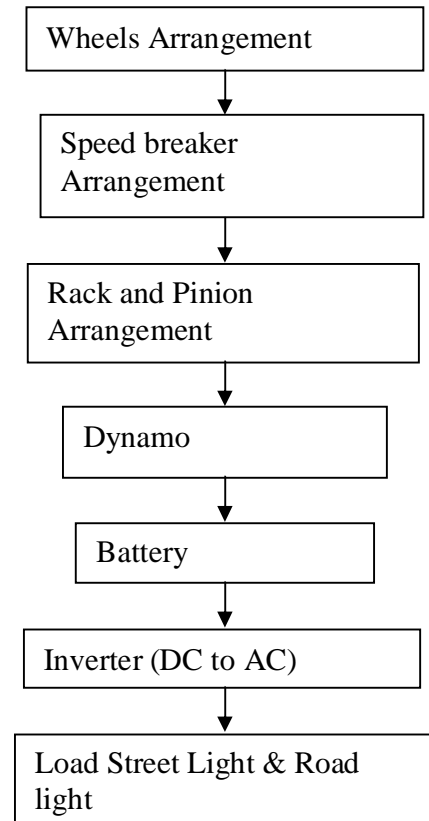 Wheels Arrangement
Speed breaker
Arrangement
Rack and Pinion
Arrangement
Dynamo
Battery
Inverter (DC to AC)
Load Street Light & Road
light